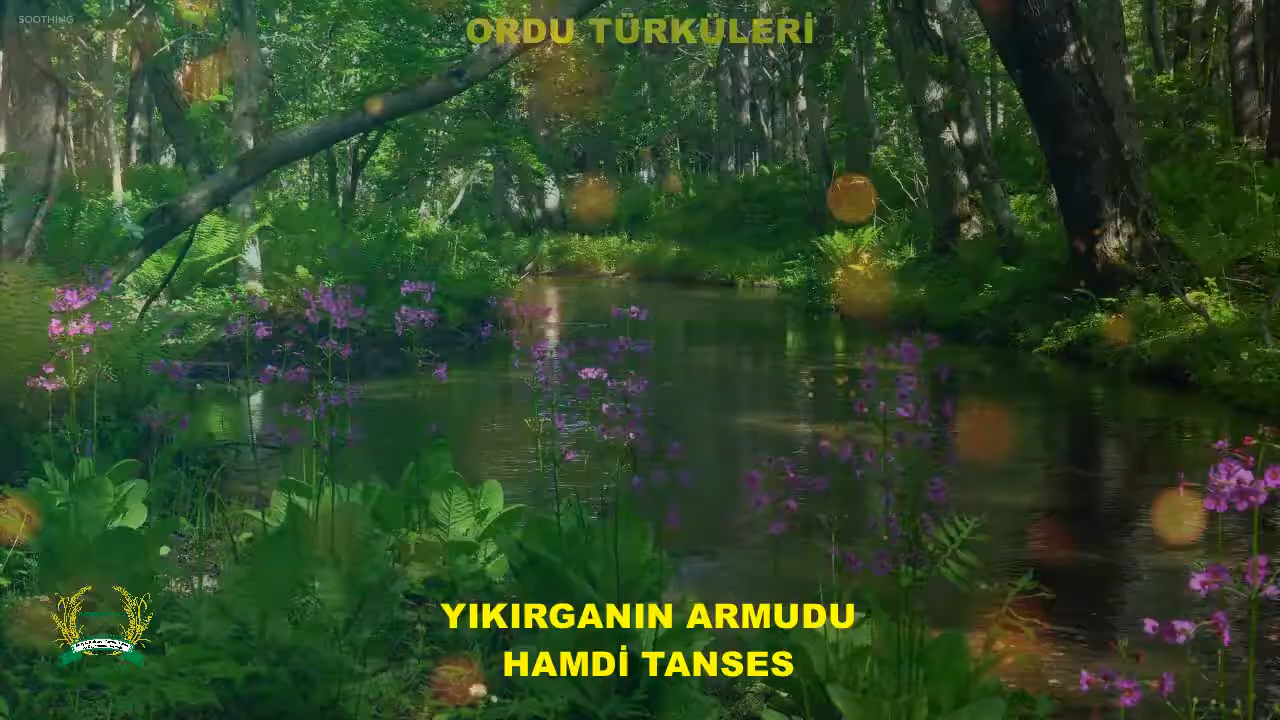 SOOTHING
ORDU TÜRKÜLERİ
YIKIRGANIN ARMUDU
HAMDİ TANSES